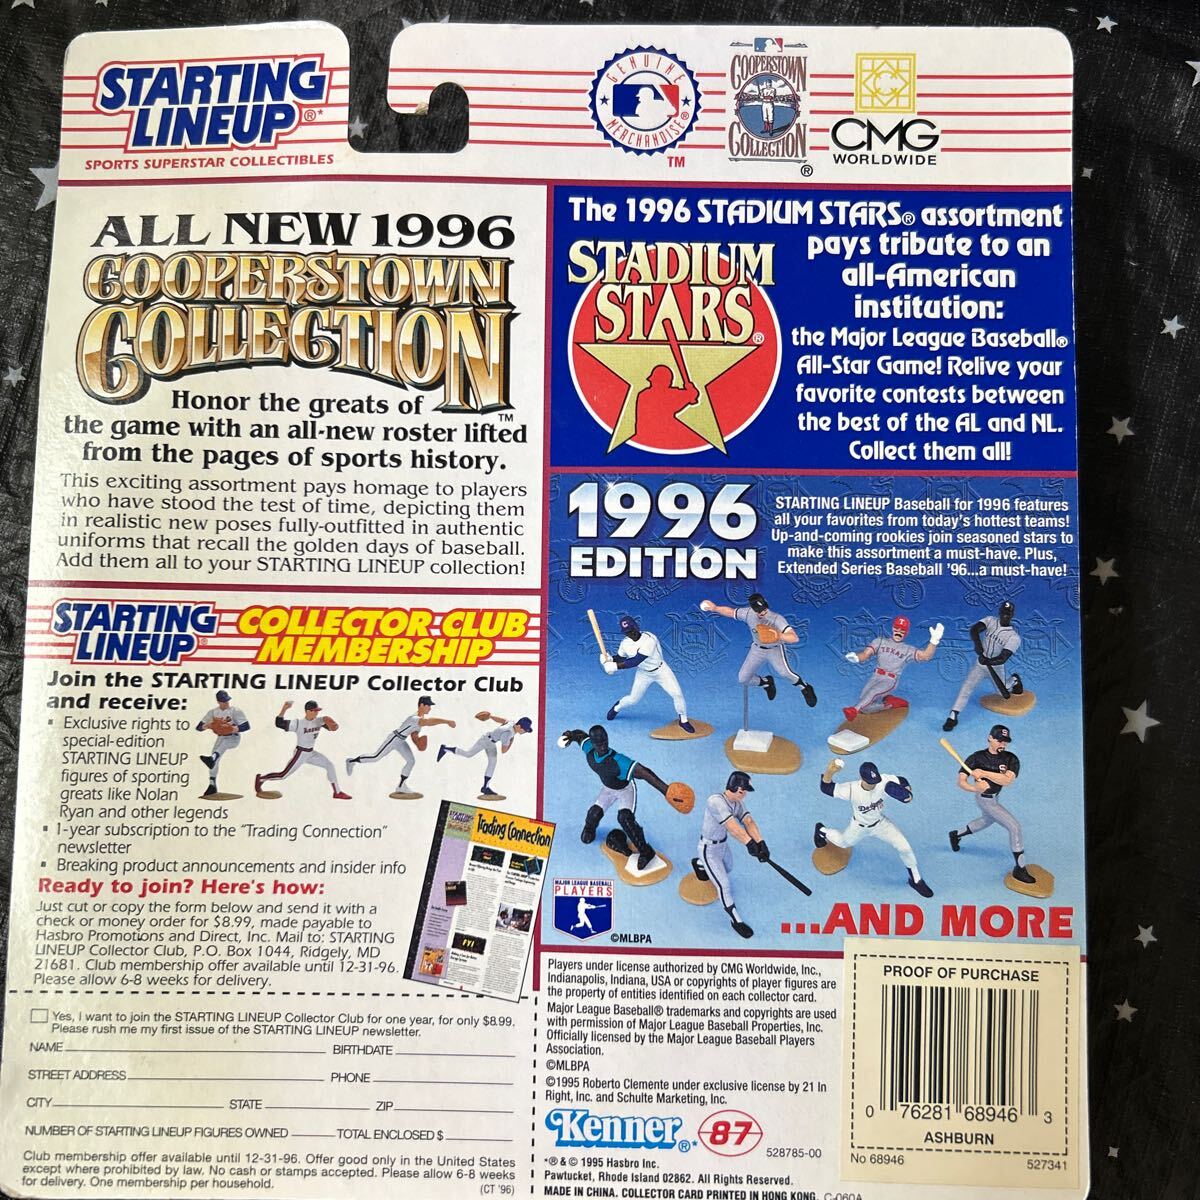 STARTING
LINEUP®*
SPORTS SUPERSTAR COLLECTIBLES
GENUINE
MERCHANDISE®
TM
COOPERSTOWN
COLLECTION
®
CMG
WORLDWIDE
ALL NEW 1996
COOPERSTOWN
COLLECTION
TM
Honor the greats of
the game with an all-new roster lifted
from the pages of sports history.
This exciting assortment pays homage to players
who have stood the test of time, depicting them
in realistic new poses fully-outfitted in authentic
uniforms that recall the golden days of baseball.
Add them all to your STARTING LINEUP collection!
The 1996 STADIUM STARS® assortment
pays tribute to an
all-American
institution:
the Major League Baseball®
All-Star Game! Relive your
favorite contests between
the best of the AL and NL.
Collect them all!
STADIUM
STARS®
1996
EDITION
STARTING LINEUP Baseball for 1996 features
all your favorites from today's hottest teams!
Up-and-coming rookies join seasoned stars to
make this assortment a must-have. Plus,
Extended Series Baseball '96...a must-have!
TEXAS
Dodgers
MAJOR LEAGUE BASEBALL
PLAYERS
©MLBPA
...AND MORE
STARTING
LINEUP®
COLLECTOR CLUB
MEMBERSHIP
Join the STARTING LINEUP Collector Club
and receive:
▪ Exclusive rights to
special-edition
STARTING LINEUP
figures of sporting
greats like Nolan
Ryan and other legends
▪ 1-year subscription to the "Trading Connection"
newsletter
▪ Breaking product announcements and insider info
Trading Connection
FYI
Ready to join? Here's how:
Just cut or copy the form below and send it with a
check or money order for $8.99, made payable to
Hasbro Promotions and Direct, Inc. Mail to: STARTING
LINEUP Collector Club, P.O. Box 1044, Ridgely, MD
21681. Club membership offer available until 12-31-96.
Please allow 6-8 weeks for delivery.
Yes, I want to join the STARTING LINEUP Collector Club for one year, for only $8.99.
Please rush me my first issue of the STARTING LINEUP newsletter.
NAME BIRTHDATE
STREET ADDRESS PHONE
CITY STATE ZIP
NUMBER OF STARTING LINEUP FIGURES OWNED TOTAL ENCLOSED $
Club membership offer available until 12-31-96. Offer good only in the United States
except where prohibited by law. No cash or stamps accepted. Please allow 6-8 weeks
for delivery. One membership per household.
(CT '96)
Players under license authorized by CMG Worldwide, Inc.,
Indianapolis, Indiana, USA or copyrights of player figures are
the property of entities identified on each collector card.
Major League Baseball® trademarks and copyrights are used
with permission of Major League Baseball Properties, Inc.
Officially licensed by the Major League Baseball Players
Association.
©MLBPA
©1995 Roberto Clemente under exclusive license by 21 In
Right, Inc. and Schulte Marketing, Inc.
Kenner®*
87
528785-00
*® & © 1995 Hasbro Inc.
Pawtucket, Rhode Island 02862. All Rights Reserved.
MADE IN CHINA. COLLECTOR CARD PRINTED IN HONG KONG. C-060A
PROOF OF PURCHASE
0 76281 68946 3
ASHBURN
No 68946
527341